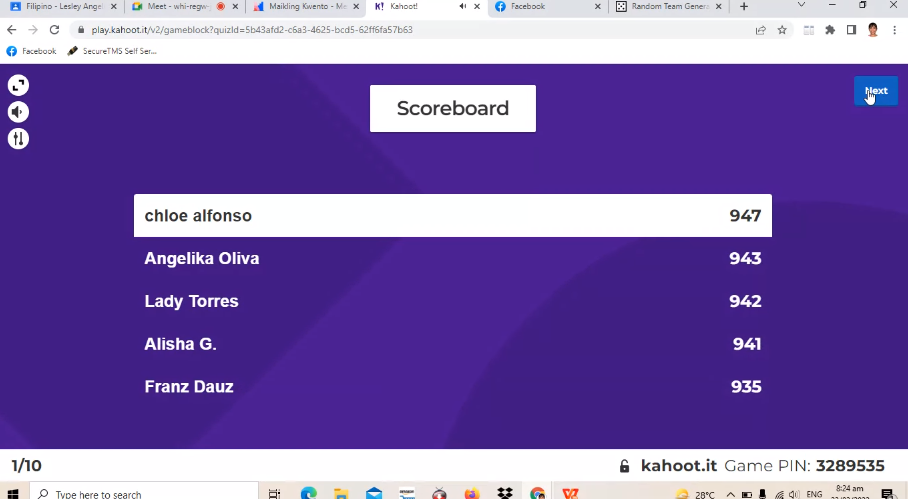 Filipino - Lesley Angel
Meet - whi-regw-
Maikling Kwento - Me
K! Kahoot!
Facebook
Random Team Genera
play.kahoot.it/v2/gameblock?quizId=5b43afd2-c6a3-4625-bcd5-62ff6fa57b63
Facebook
SecureTMS Self Ser...
Scoreboard
Next
chloe alfonso 947
Angelika Oliva 943
Lady Torres 942
Alisha G. 941
Franz Dauz 935
1/10
kahoot.it Game PIN: 3289535
Type here to search
28°C
ENG
8:24 am